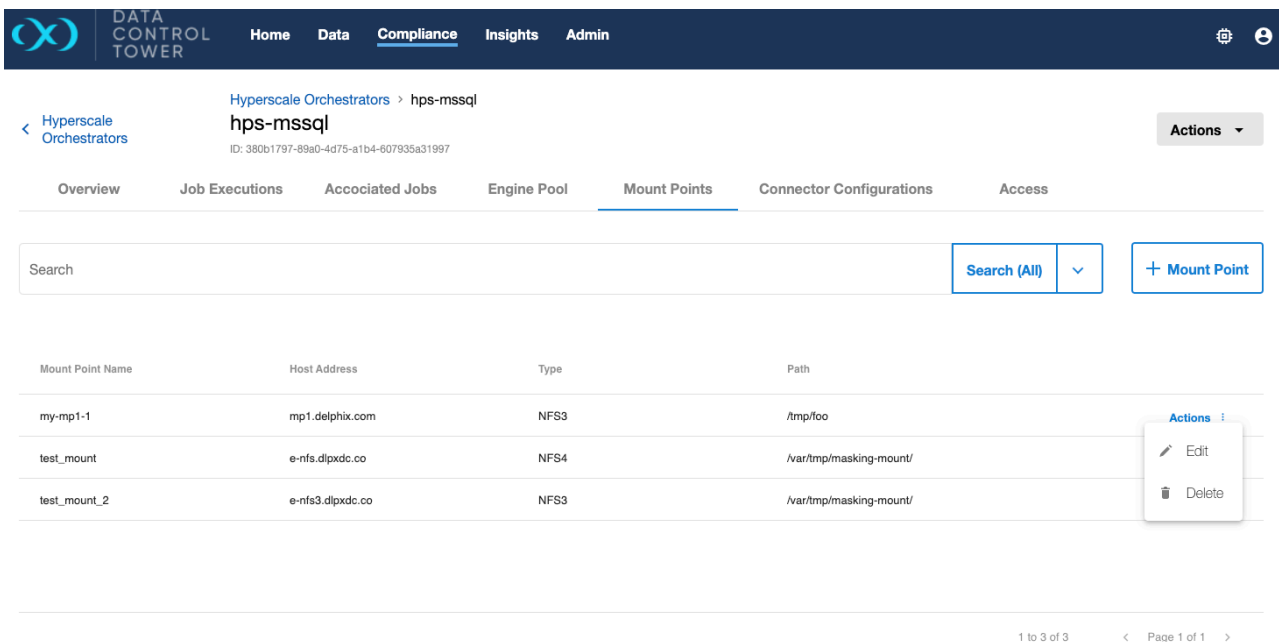 DATA
CONTROL
TOWER
Home Data Compliance Insights Admin
Hyperscale
Orchestrators
Hyperscale Orchestrators > hps-mssql
hps-mssql
ID: 380b1797-89a0-4d75-a1b4-607935a31997
Actions
Overview Job Executions Accociated Jobs Engine Pool Mount Points Connector Configurations Access
Search Search (All) + Mount Point
Mount Point Name Host Address Type Path
my-mp1-1 mp1.delphix.com NFS3 /tmp/foo Actions
test_mount e-nfs.dlpxdc.co NFS4 /var/tmp/masking-mount/
Edit
test_mount_2 e-nfs3.dlpxdc.co NFS3 /var/tmp/masking-mount/
Delete
1 to 3 of 3 < Page 1 of 1 >